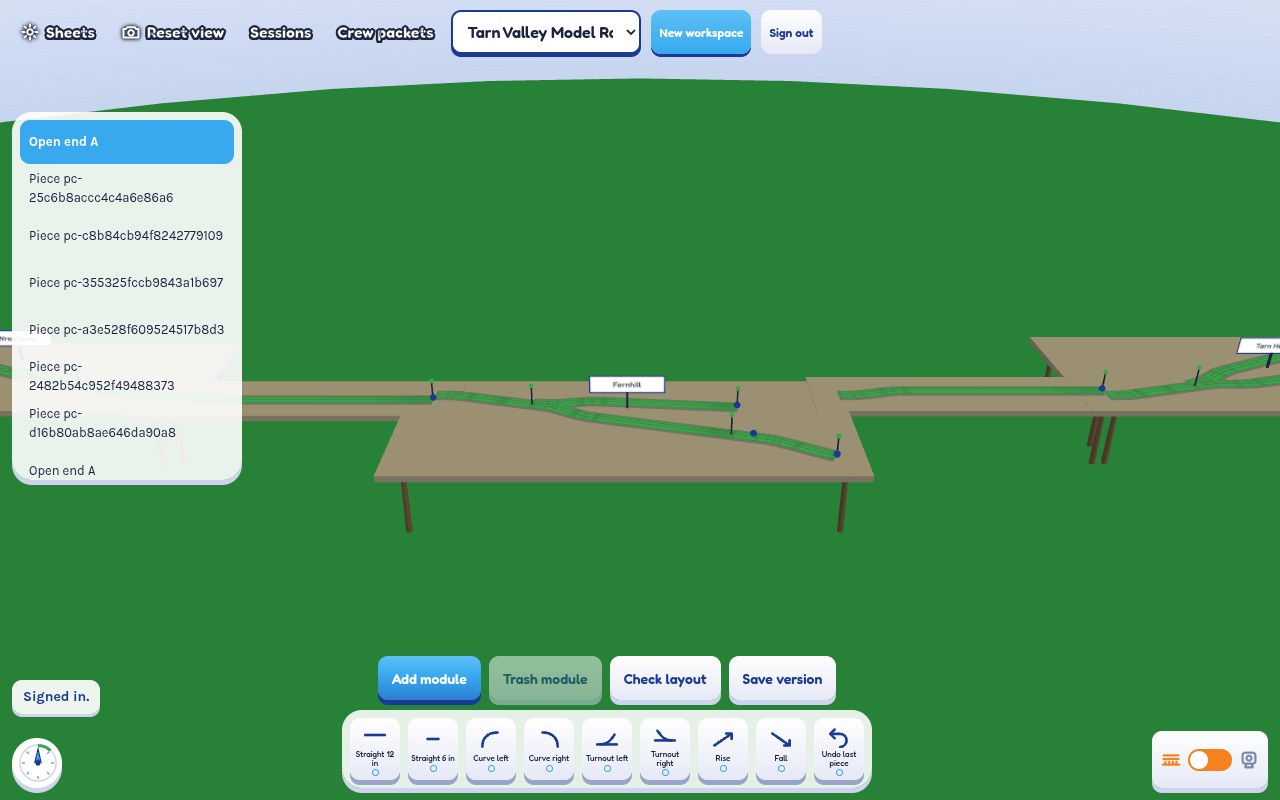 Sheets
Reset view
Sessions
Crew packets
Tarn Valley Model Ro
New workspace
Sign out
Open end A
Piece pc-
25c6b8accc4c4a6e86a6
Piece pc-c8b84cb94f8242779109
Piece pc-355325fccb9843a1b697
Piece pc-a3e528f609524517b8d3
Piece pc-
2482b54c952f49488373
Piece pc-
d16b80ab8ae646da90a8
Open end A
Fernhill
Tarn He
Add module
Trash module
Check layout
Save version
Signed in.
Straight 12
in
Straight 6 in
Curve left
Curve right
Turnout left
Turnout
right
Rise
Fall
Undo last
piece